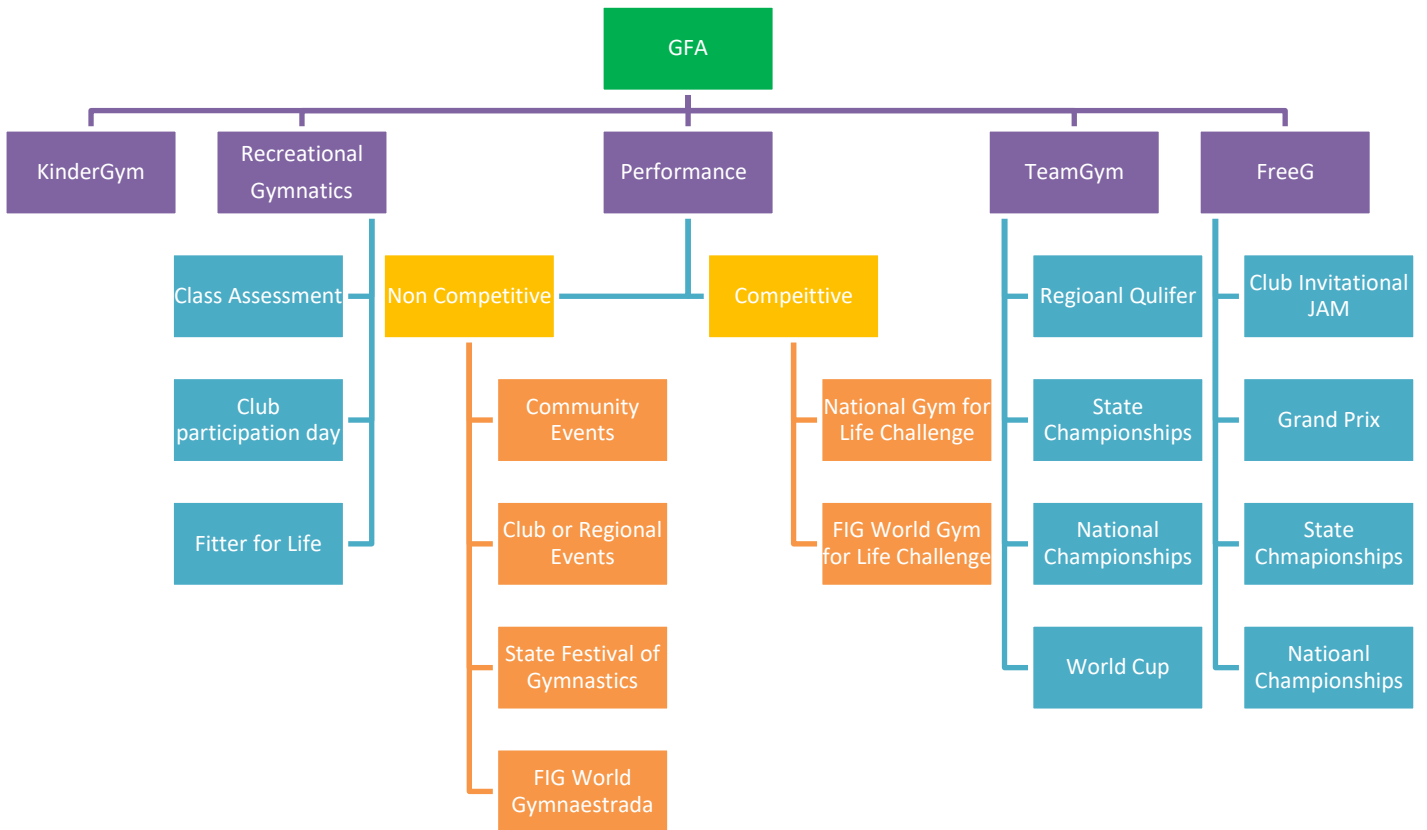 GFA
KinderGym
Recreational
Gymnatics
Performance
TeamGym
FreeG
Class Assessment
Non Competitive
Compeittive
Regioanl Qulifer
Club Invitational
JAM
Club
participation day
Community
Events
National Gym for
Life Challenge
State
Championships
Grand Prix
Fitter for Life
Club or Regional
Events
FIG World Gym
for Life Challenge
National
Championships
State
Chmapionships
State Festival of
Gymnastics
World Cup
Natioanl
Championships
FIG World
Gymnaestrada